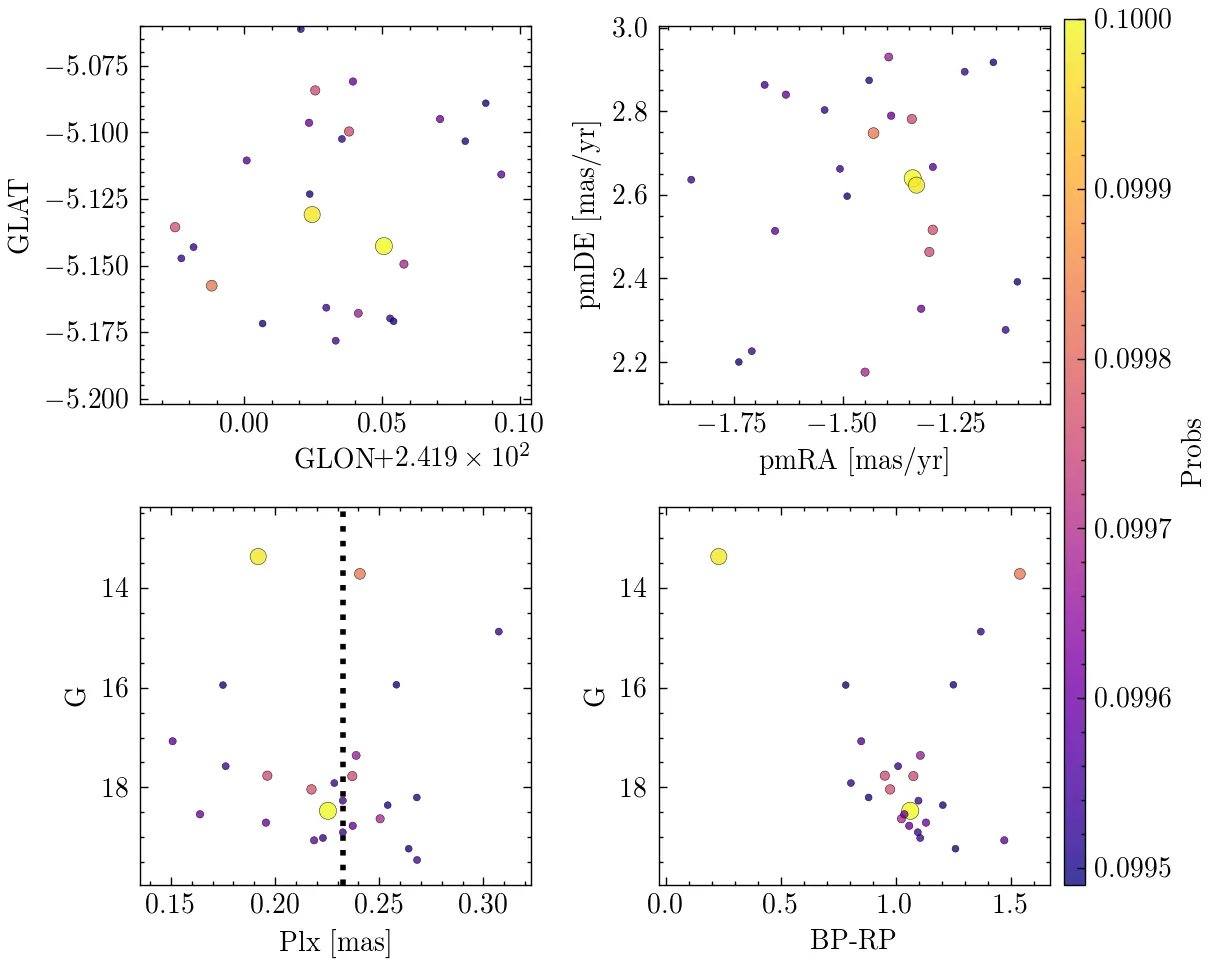 −5.075
−5.100
−5.125
−5.150
−5.175
−5.200
GLAT
0.00 0.05 0.10
GLON+2.419 × 10²
3.0
2.8
2.6
2.4
2.2
pmDE [mas/yr]
−1.75 −1.50 −1.25
pmRA [mas/yr]
14
16
18
G
0.15 0.20 0.25 0.30
Plx [mas]
14
16
18
G
0.0 0.5 1.0 1.5
BP-RP
0.1000
0.0999
0.0998
0.0997
0.0996
0.0995
Probs